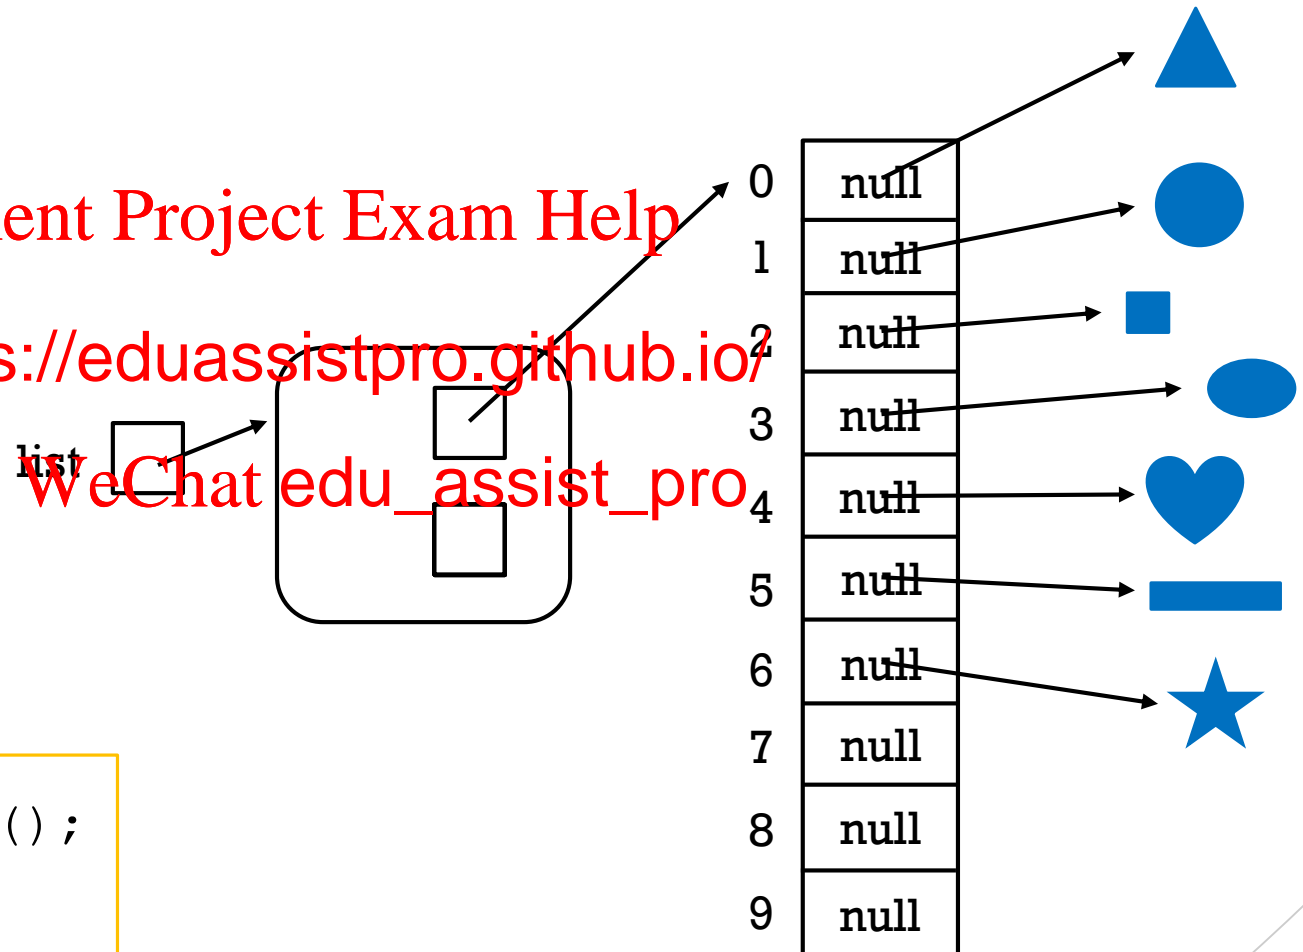 0 null
ent Project Exam Help
1 null
2 null
s://eduassistpro.github.io/
3 null
list
WeChat edu_assist_pro
4 null
5 null
6 null
7 null
();
8 null
9 null